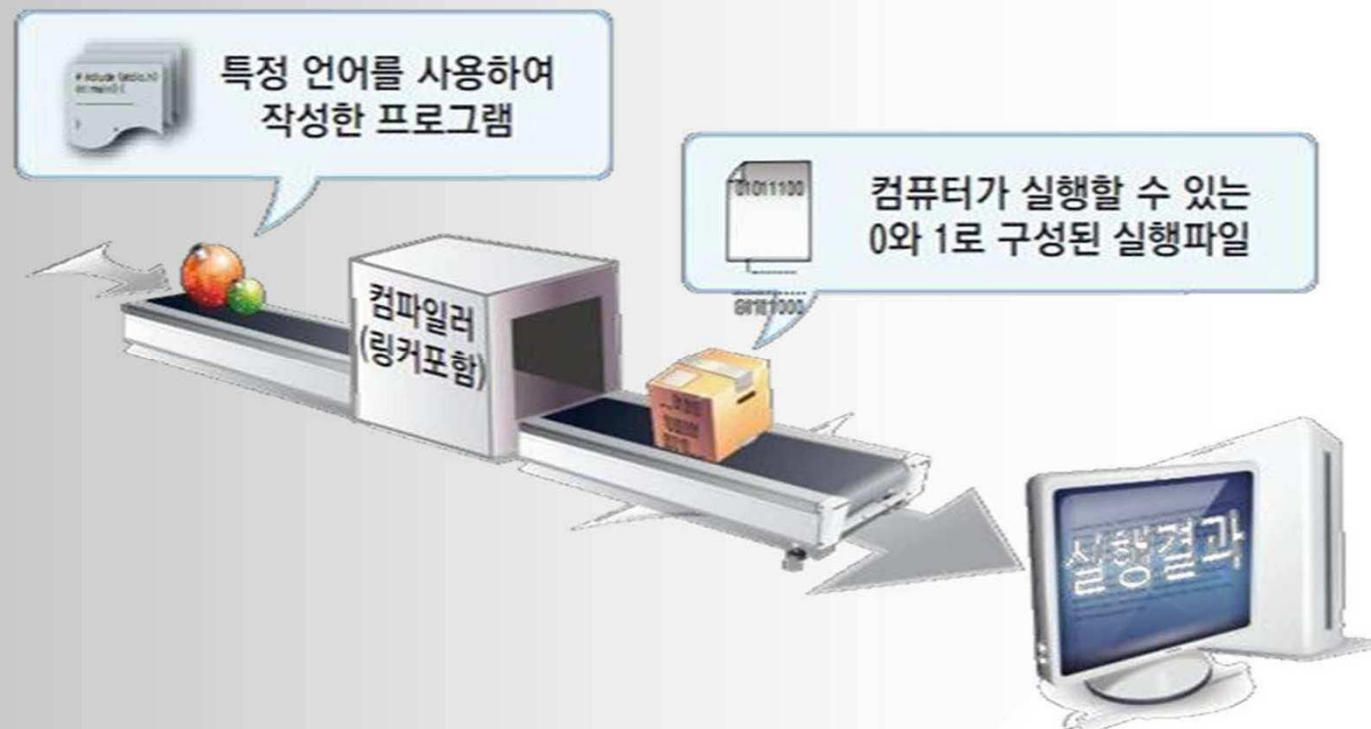 특정 언어를 사용하여
작성한 프로그램
01011100
컴퓨터가 실행할 수 있는
0와 1로 구성된 실행파일
컴파일러
(링커포함)
실행결과